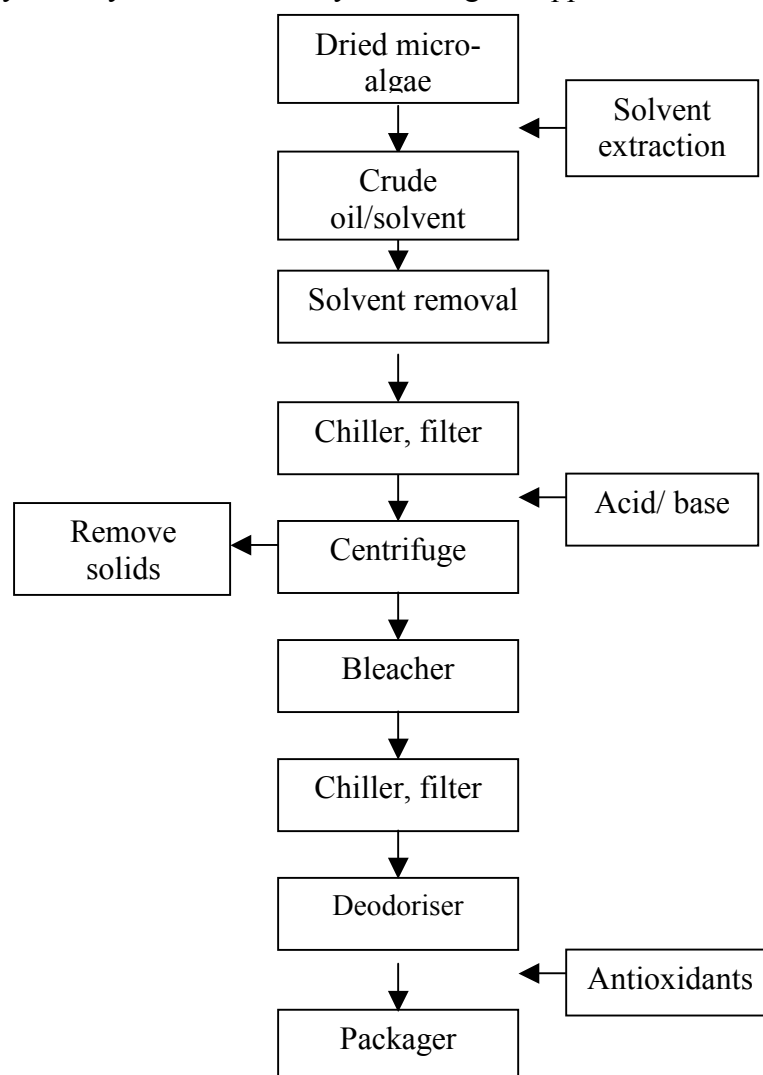 Dried micro-
algae
Solvent
extraction
Crude
oil/solvent
Solvent removal
Chiller, filter
Acid/ base
Remove
solids
Centrifuge
Bleacher
Chiller, filter
Deodoriser
Antioxidants
Packager